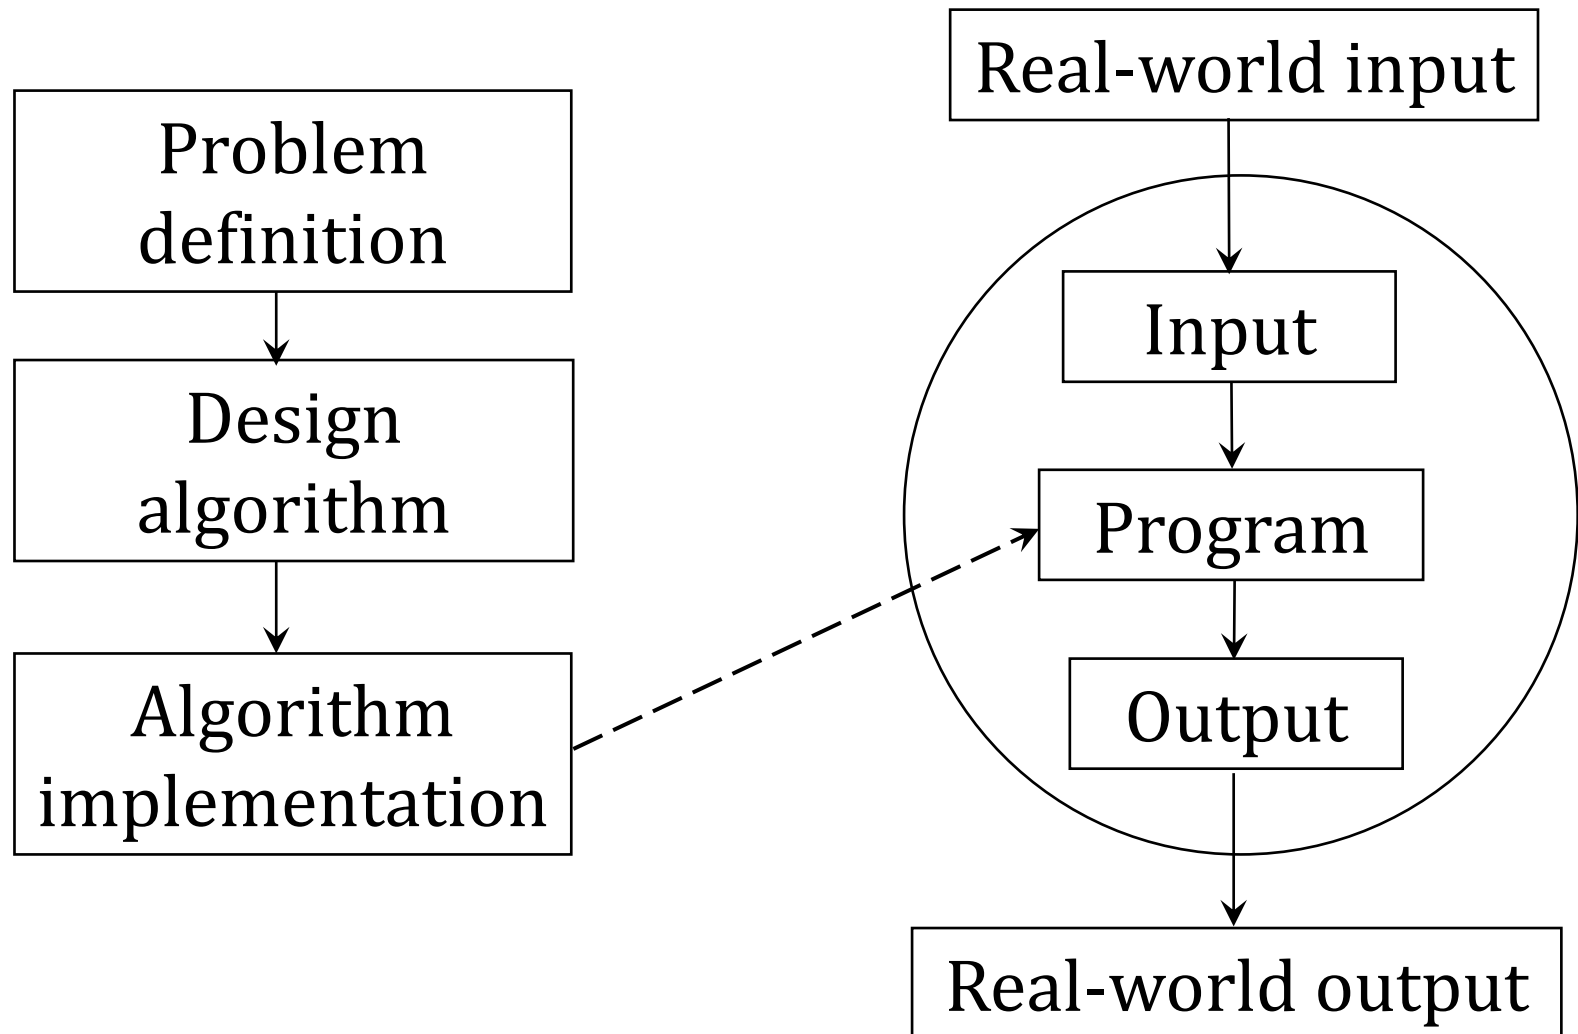 Problem
definition
Design
algorithm
Algorithm
implementation
Real-world input
Input
Program
Output
Real-world output